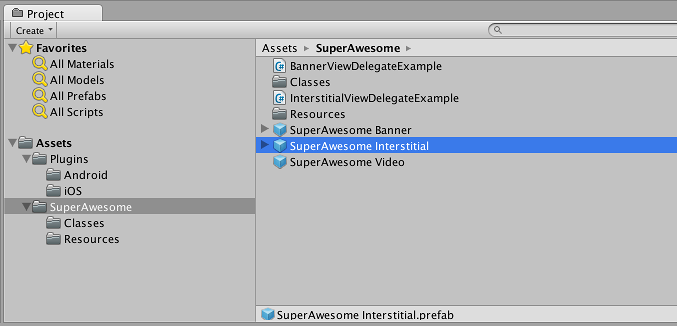 Project
Create
Favorites
All Materials
All Models
All Prefabs
All Scripts
Assets
Plugins
Android
iOS
SuperAwesome
Classes
Resources
Assets SuperAwesome
BannerViewDelegateExample
Classes
InterstitialViewDelegateExample
Resources
SuperAwesome Banner
SuperAwesome Interstitial
SuperAwesome Video
SuperAwesome Interstitial.prefab